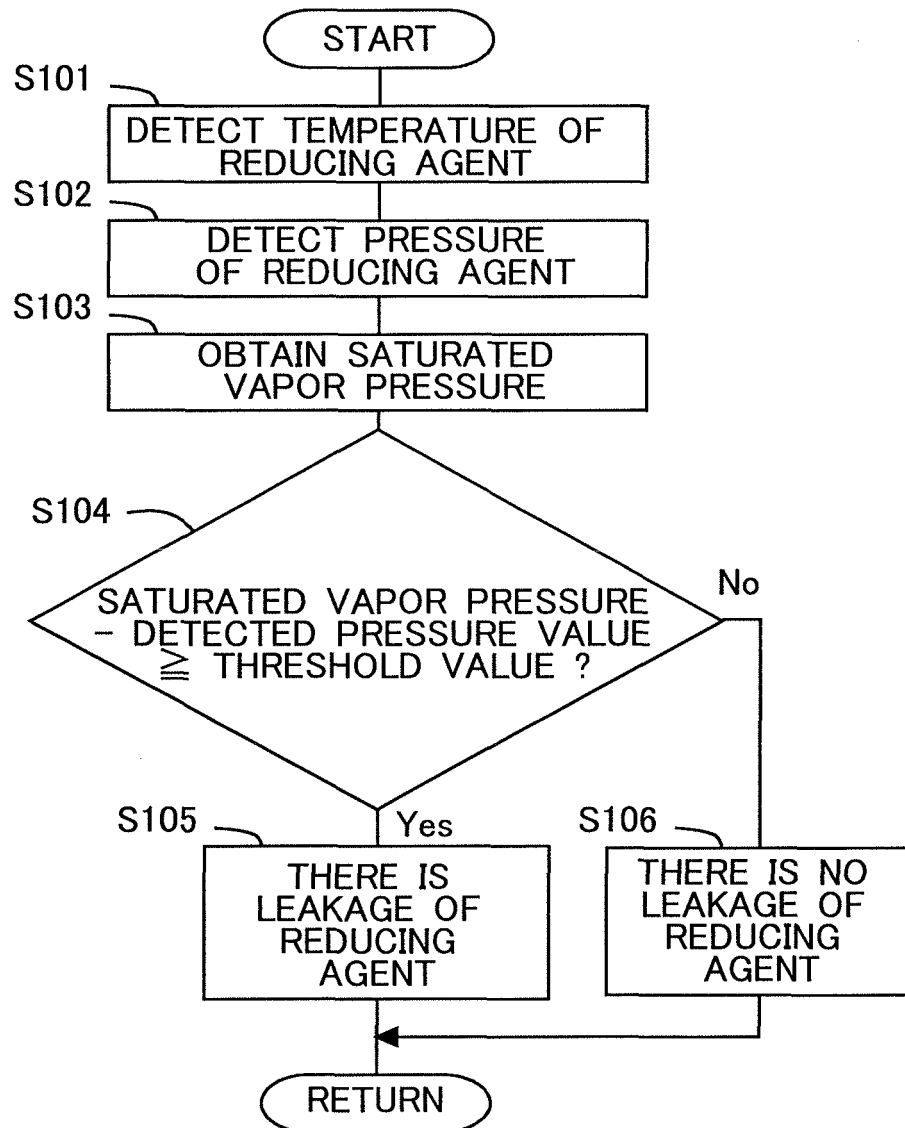 START
S101
DETECT TEMPERATURE OF
REDUCING AGENT
S102
DETECT PRESSURE
OF REDUCING AGENT
S103
OBTAIN SATURATED
VAPOR PRESSURE
S104
SATURATED VAPOR PRESSURE
− DETECTED PRESSURE VALUE
≧ THRESHOLD VALUE ?
No
Yes
S105
THERE IS
LEAKAGE OF
REDUCING
AGENT
S106
THERE IS NO
LEAKAGE OF
REDUCING
AGENT
RETURN